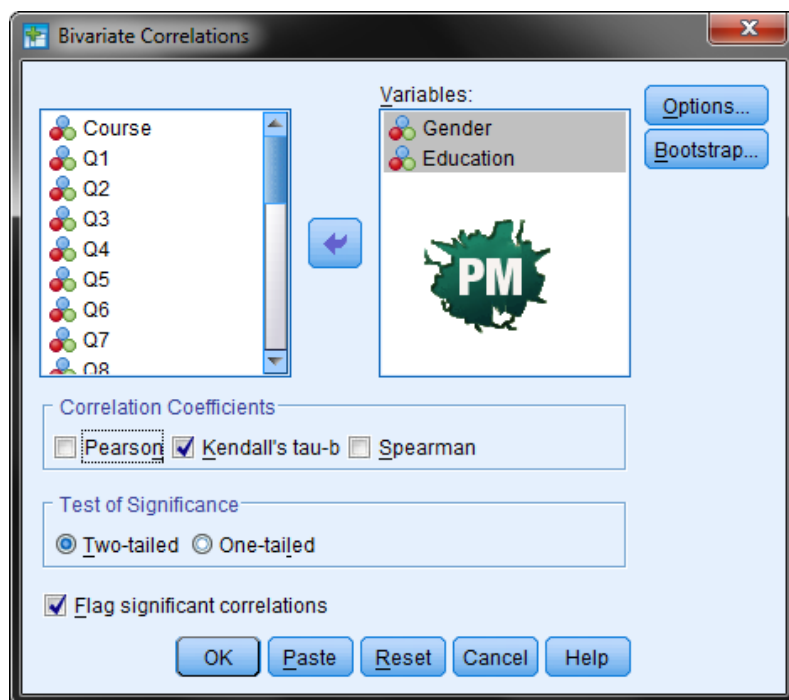 Bivariate Correlations
X
Variables:
Course
Q1
Q2
Q3
Q4
Q5
Q6
Q7
Q8
Gender
Education
PM
Options...
Bootstrap...
Correlation Coefficients
Pearson Kendall's tau-b Spearman
Test of Significance
Two-tailed One-tailed
Flag significant correlations
OK Paste Reset Cancel Help